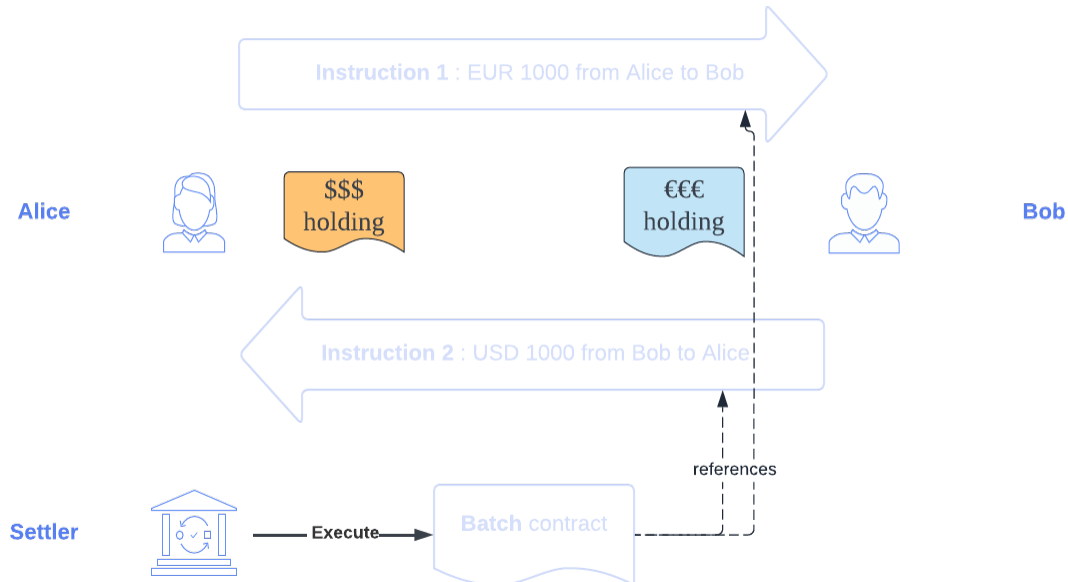 Instruction 1 : EUR 1000 from Alice to Bob
Alice
$$$
holding
€€€
holding
Bob
Instruction 2 : USD 1000 from Bob to Alice
references
Settler
Execute
Batch contract